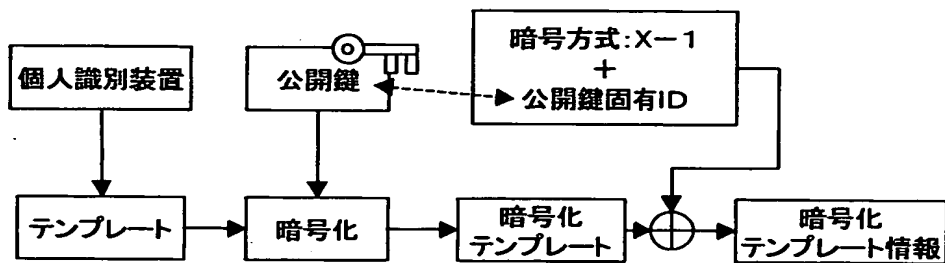 個人識別装置
公開鍵
暗号方式:X-1
+
公開鍵固有ID
テンプレート
暗号化
暗号化
テンプレート
暗号化
テンプレート情報